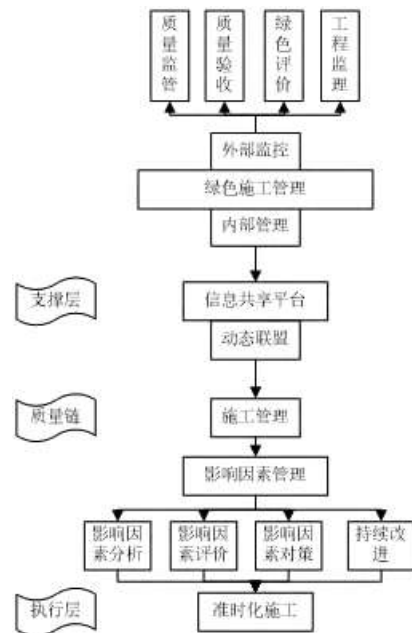 质量监管
质量验收
绿色评价
工程监理
外部监控
绿色施工管理
内部管理
支撑层
信息共享平台
动态联盟
质量链
施工管理
影响因素管理
影响因
素分析
影响因
素评价
影响因
素对策
持续改
进
执行层
准时化施工